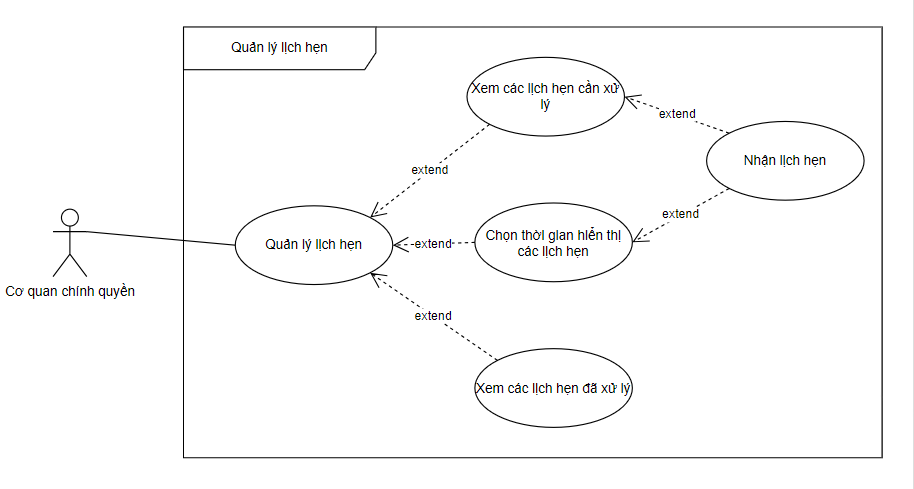 Quản lý lịch hẹn
Xem các lịch hẹn cần xử
lý
extend
Nhận lịch hẹn
extend
extend
Quản lý lịch hẹn
extend
Chọn thời gian hiển thị
các lịch hẹn
Cơ quan chính quyền
extend
Xem các lịch hẹn đã xử lý